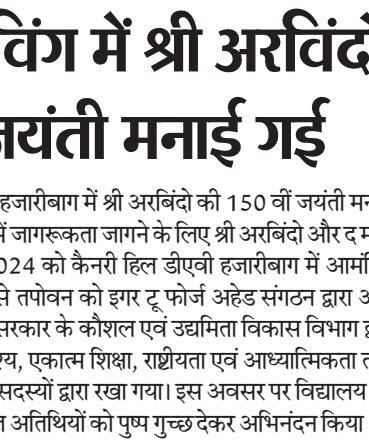 विंग में श्री अरविंदो
जयंती मनाई गई
हजारीबाग में श्री अरबिंदो की 150 वीं जयंती
में जागरूकता जागने के लिए श्री अरबिंदो और द
024 को कैनरी हिल डीएवी हजारीबाग में
से तपोवन को इगर टू फोर्ज अहेड संगठन द्वारा
सरकार के कौशल एवं उद्यमिता विकास विभाग
एकात्म शिक्षा, राष्ट्रीयता एवं आध्यात्मिकता
सदस्यों द्वारा रखा गया। इस अवसर पर विद्यालय
अतिथियों को पुष्प गुच्छ देकर अभिनंदन किया